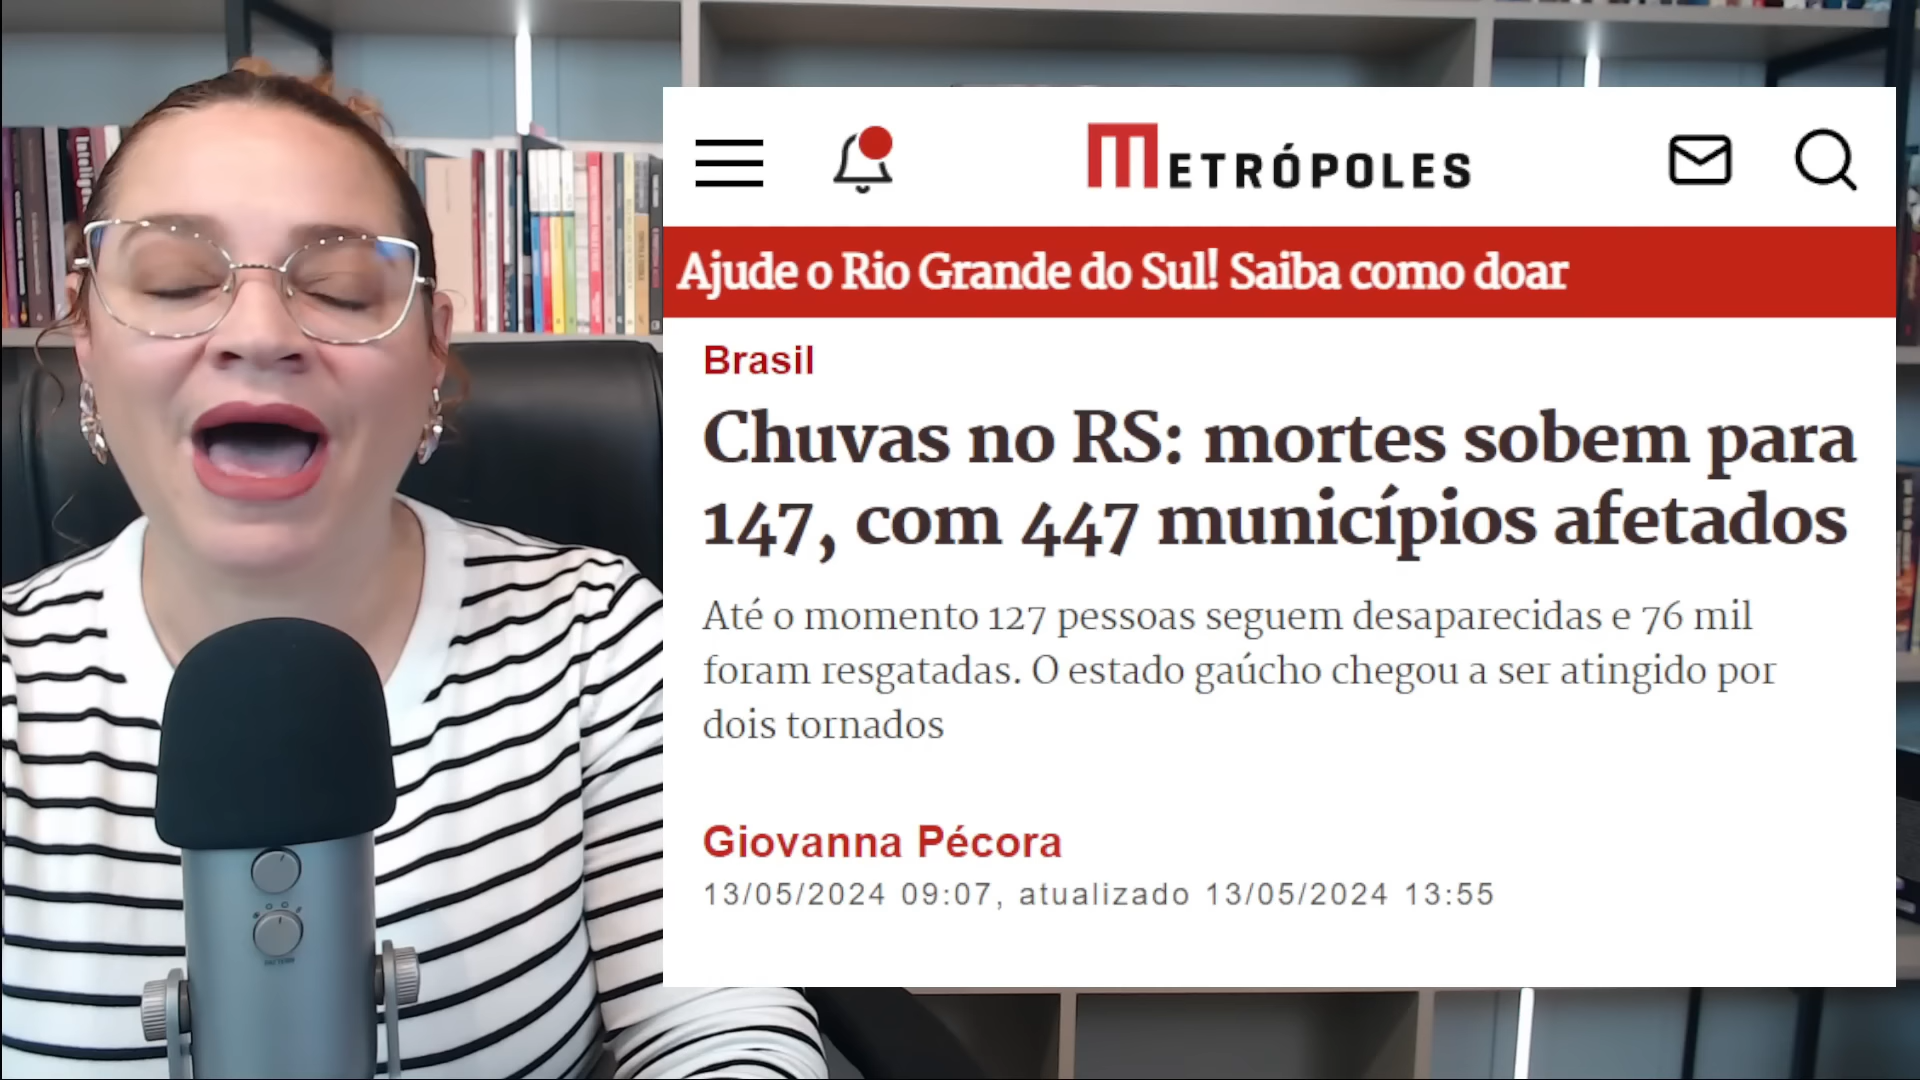 METRÓPOLES
Ajude o Rio Grande do Sul! Saiba como doar
Brasil
Chuvas no RS: mortes sobem para
147, com 447 municípios afetados
Até o momento 127 pessoas seguem desaparecidas e 76 mil
foram resgatadas. O estado gaúcho chegou a ser atingido por
dois tornados
Giovanna Pécora
13/05/2024 09:07, atualizado 13/05/2024 13:55